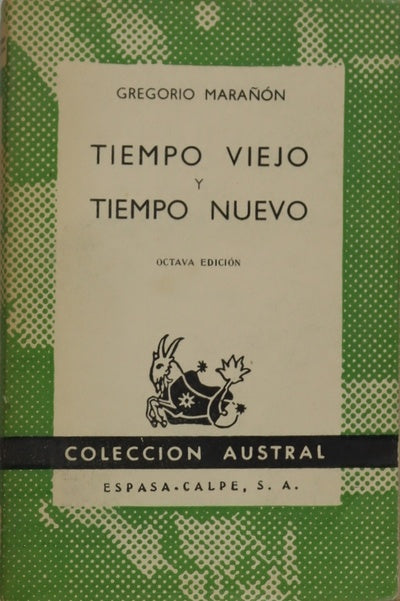 GREGORIO MARAÑÓN
TIEMPO VIEJO
Y
TIEMPO NUEVO
OCTAVA EDICIÓN
COLECCION AUSTRAL
ESPASA-CALPE, S. A.